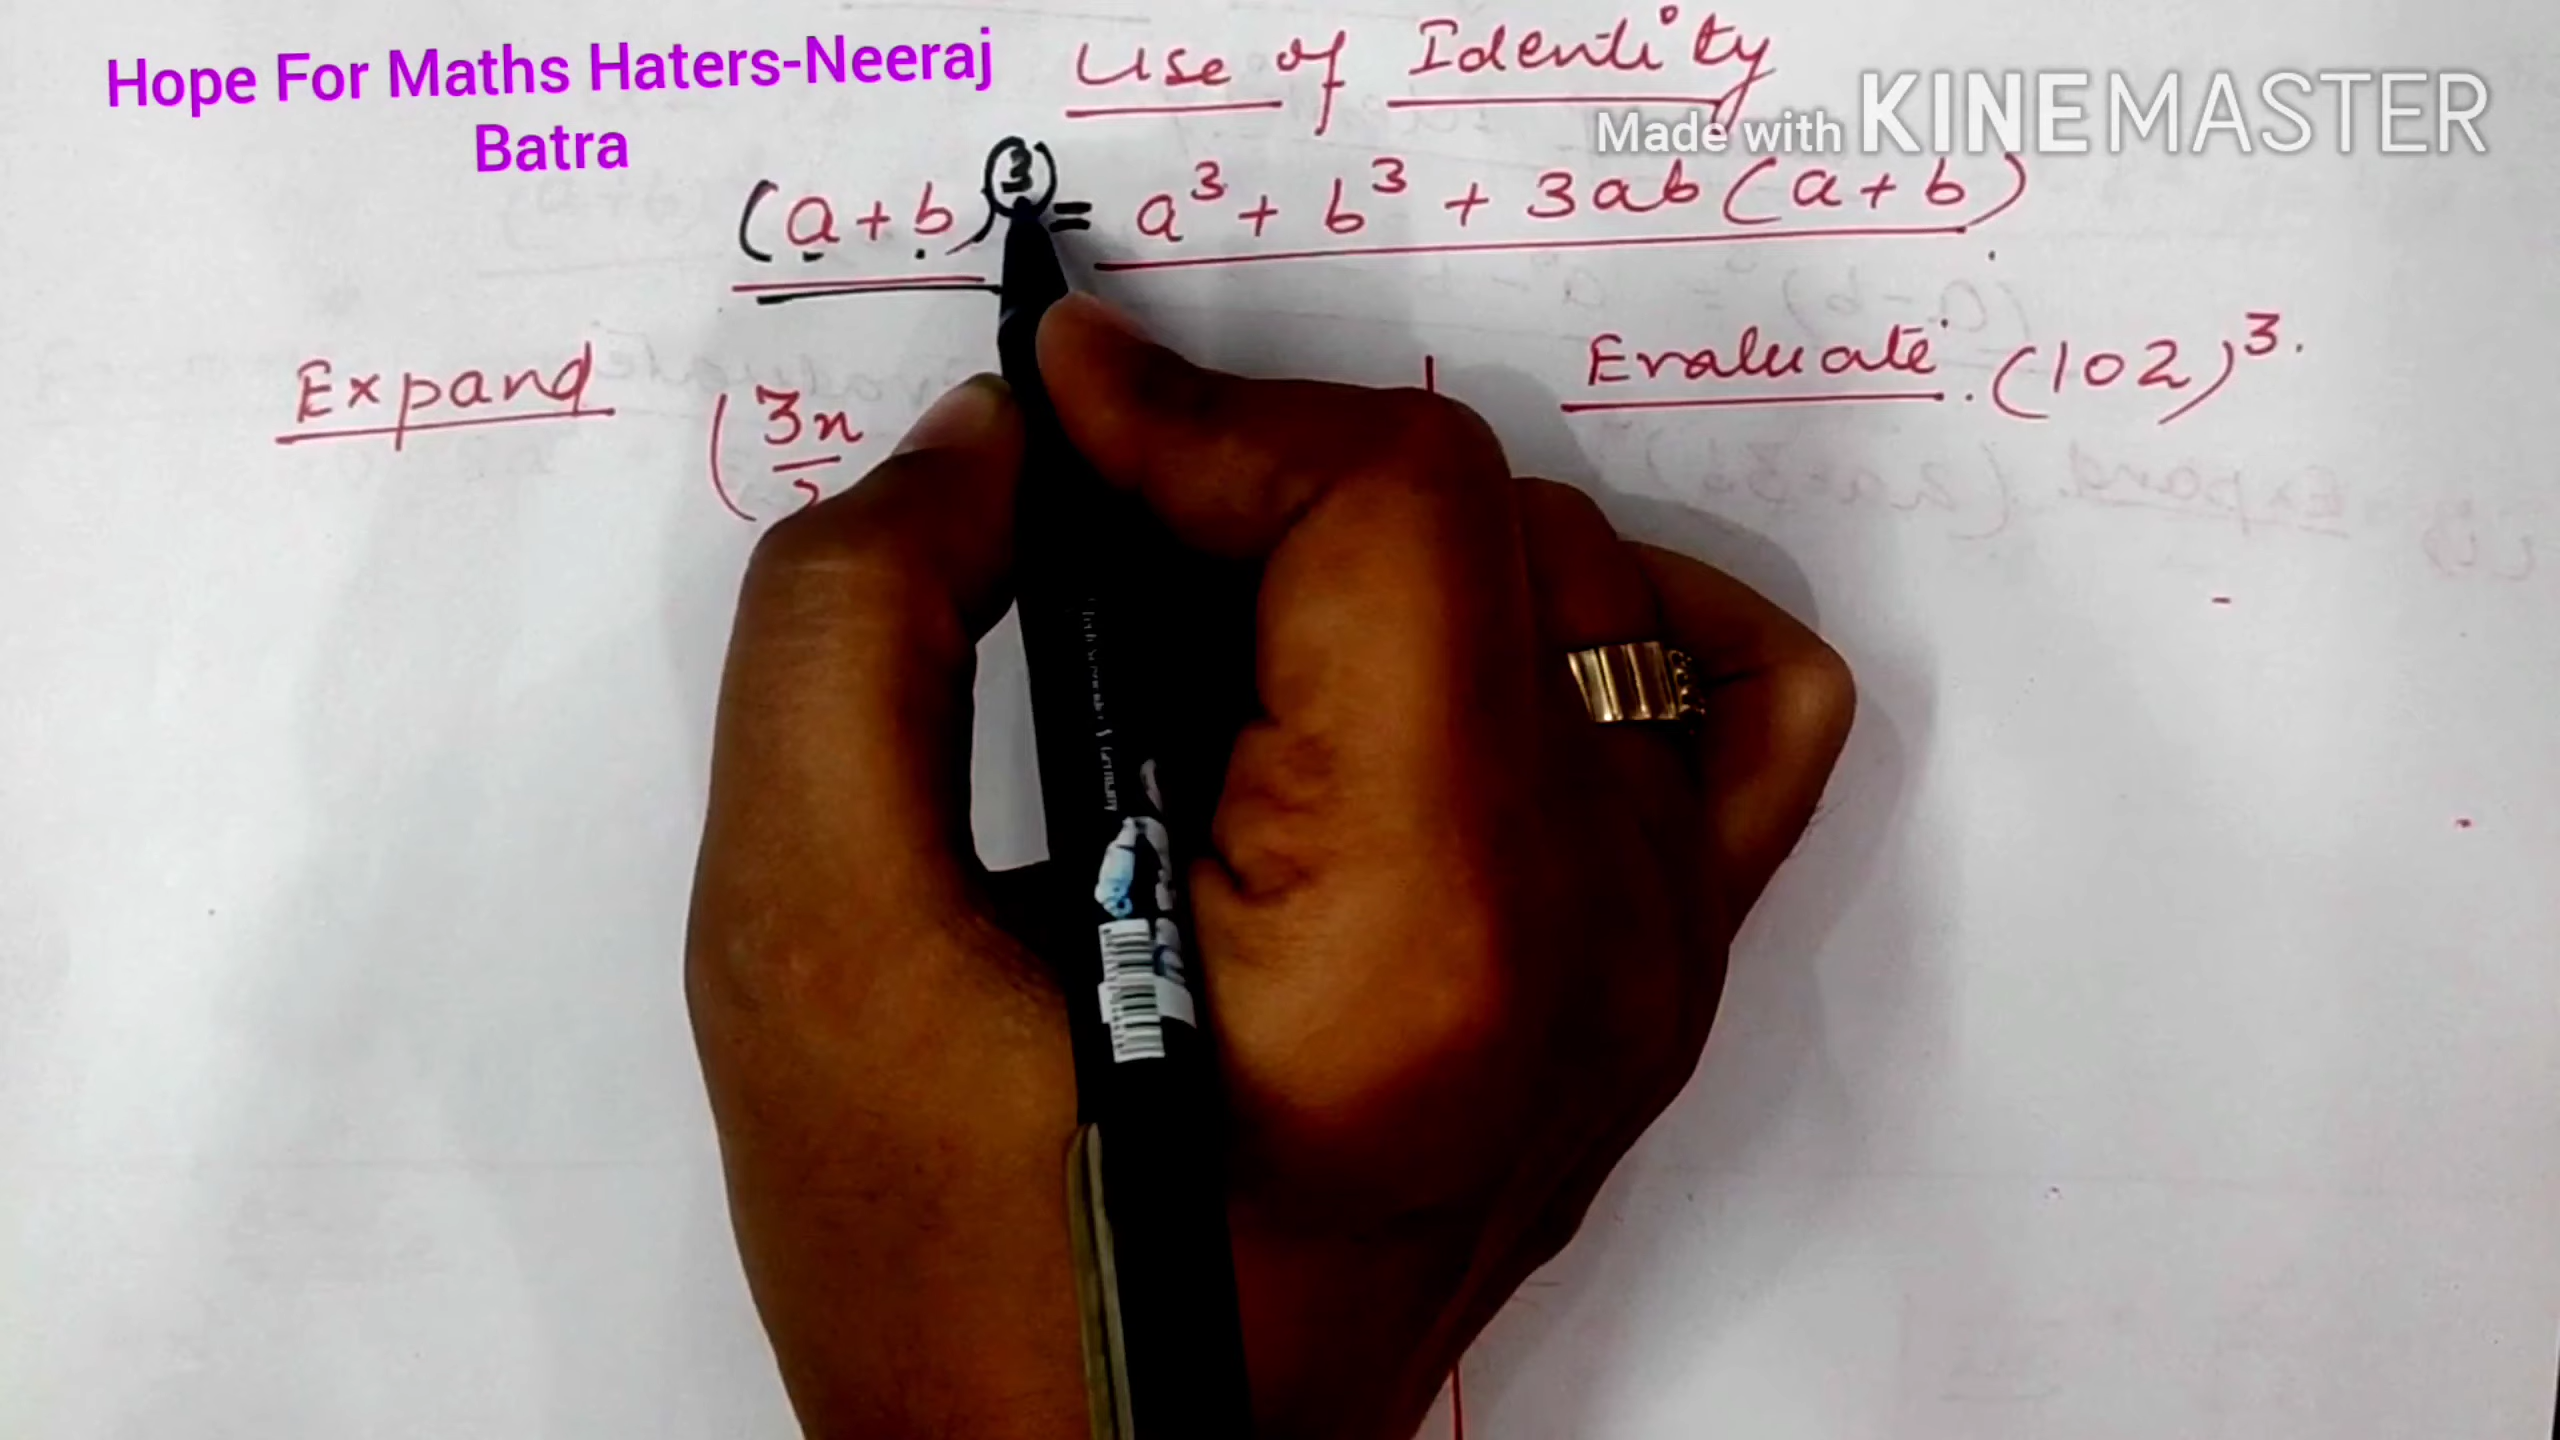 Hope For Maths Haters-Neeraj
Batra
Use of Identity
Made with KINEMASTER
(a + b)³ = a³ + b³ + 3ab(a + b)
Expand (3x
Evaluate (102)³.